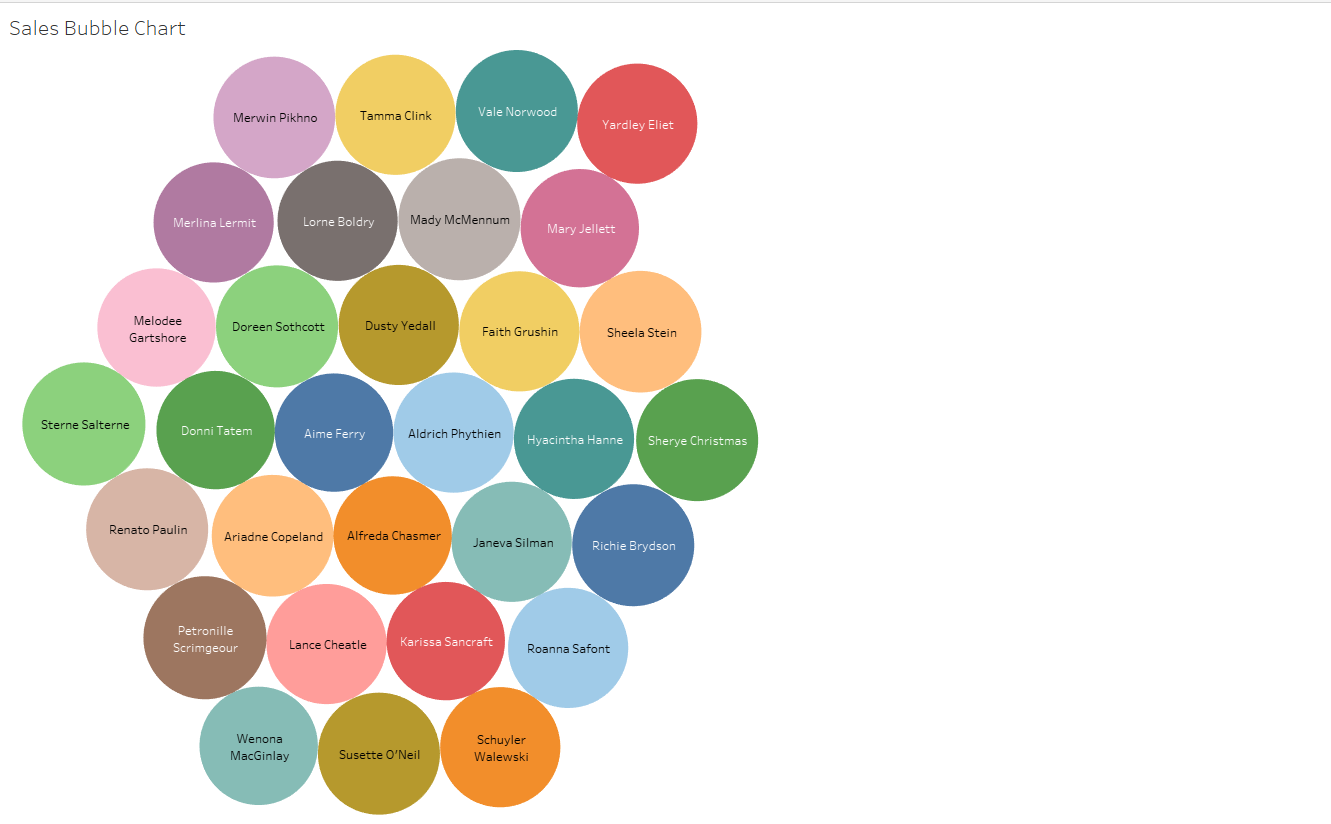 Sales Bubble Chart
Merwin Pikhno
Tamma Clink
Vale Norwood
Yardley Eliet
Merlina Lermit
Lorne Boldry
Mady McMennum
Mary Jellett
Melodee
Gartshore
Doreen Sothcott
Dusty Yedall
Faith Grushin
Sheela Stein
Sterne Salterne
Donni Tatem
Aime Ferry
Aldrich Phythien
Hyacintha Hanne
Sherye Christmas
Renato Paulin
Ariadne Copeland
Alfreda Chasmer
Janeva Silman
Richie Brydson
Petronille
Scrimgeour
Lance Cheatle
Karissa Sancraft
Roanna Safont
Wenona
MacGinlay
Susette O'Neil
Schuyler
Walewski